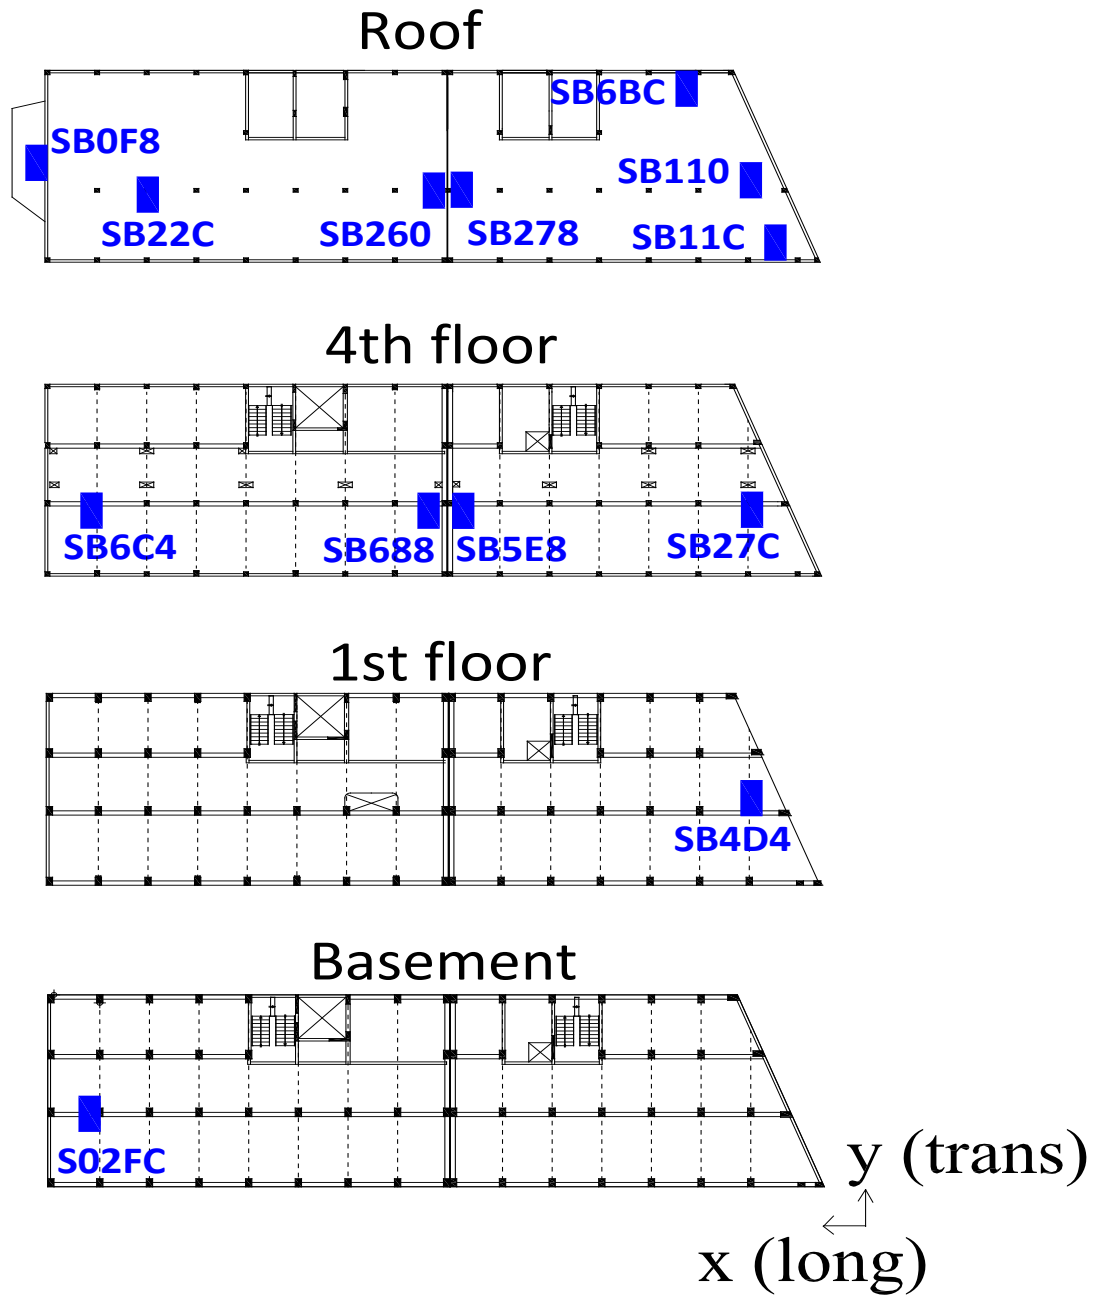 Roof
SB6BC
SB0F8
SB110
SB22C
SB260
SB278
SB11C
4th floor
SB6C4
SB688
SB5E8
SB27C
1st floor
SB4D4
Basement
S02FC
y (trans)
x (long)